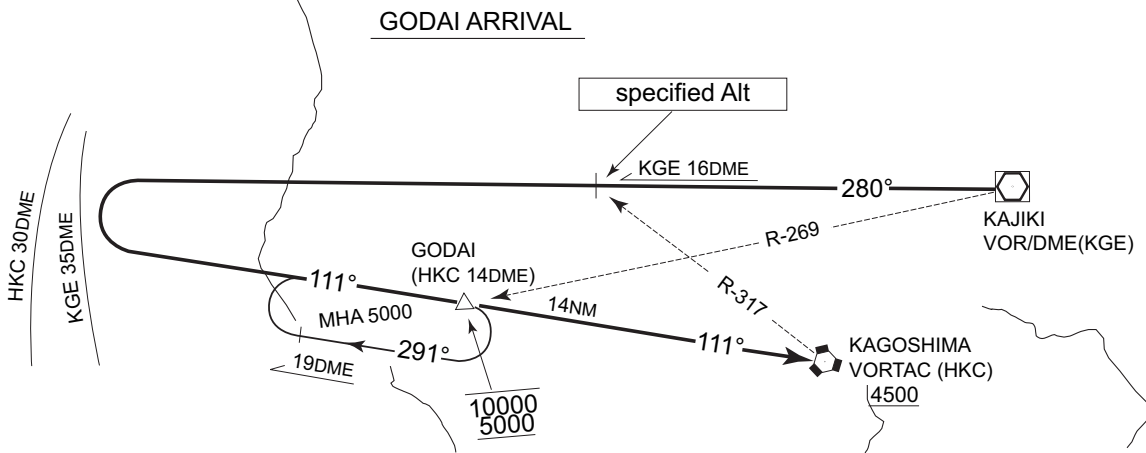 GODAI ARRIVAL
specified Alt
KGE 16DME
280°
KAJIKI
VOR/DME(KGE)
HKC 30DME
KGE 35DME
R-269
GODAI
(HKC 14DME)
111°
MHA 5000
14NM
R-317
111°
291°
19DME
KAGOSHIMA
VORTAC (HKC)
4500
10000
5000